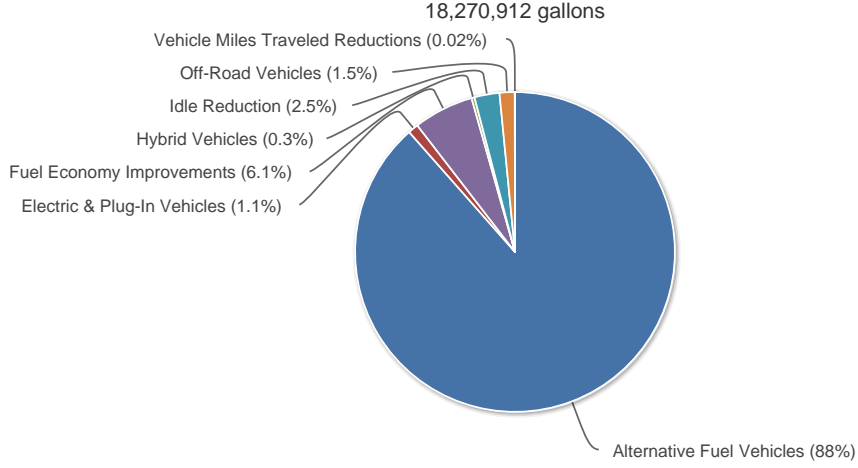 18,270,912 gallons
Vehicle Miles Traveled Reductions (0.02%)
Off-Road Vehicles (1.5%)
Idle Reduction (2.5%)
Hybrid Vehicles (0.3%)
Fuel Economy Improvements (6.1%)
Electric & Plug-In Vehicles (1.1%)
Alternative Fuel Vehicles (88%)